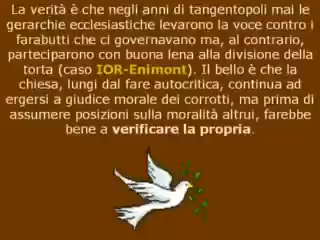 La verità è che negli anni di tangentopoli mai le
gerarchie ecclesiastiche levarono la voce contro i
farabutti che ci governavano ma, al contrario,
parteciparono con buona lena alla divisione della
torta (caso IOR-Enimont). Il bello è che la
chiesa, lungi dal fare autocritica, continua ad
ergersi a giudice morale dei corrotti, ma prima di
assumere posizioni sulla moralità altrui, farebbe
bene a verificare la propria.